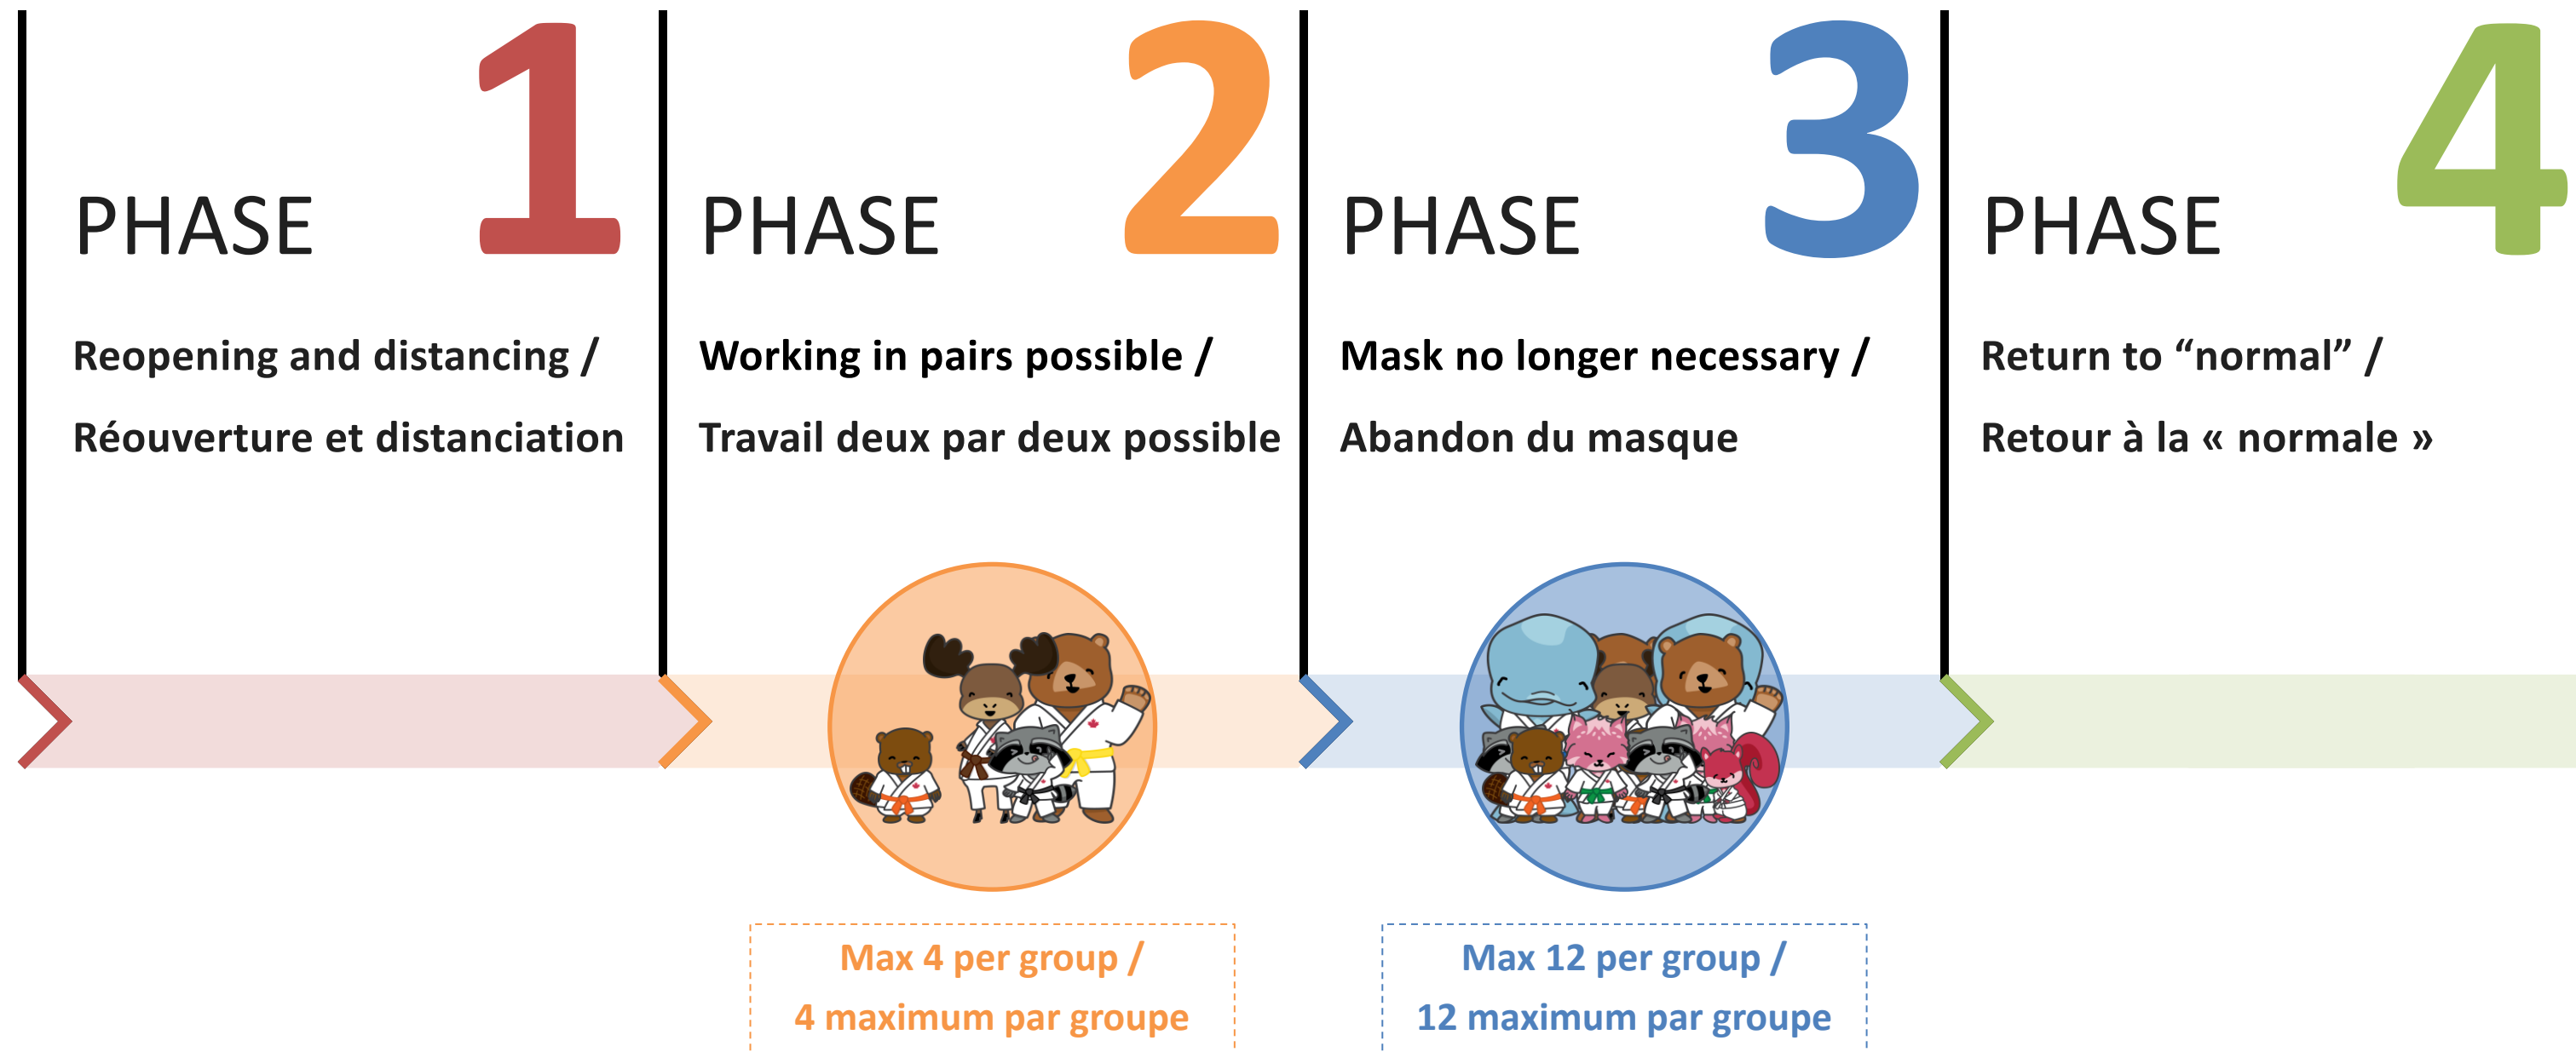 PHASE 1
Reopening and distancing /
Réouverture et distanciation
PHASE 2
Working in pairs possible /
Travail deux par deux possible
Max 4 per group /
4 maximum par groupe
PHASE 3
Mask no longer necessary /
Abandon du masque
Max 12 per group /
12 maximum par groupe
PHASE 4
Return to “normal” /
Retour à la « normale »